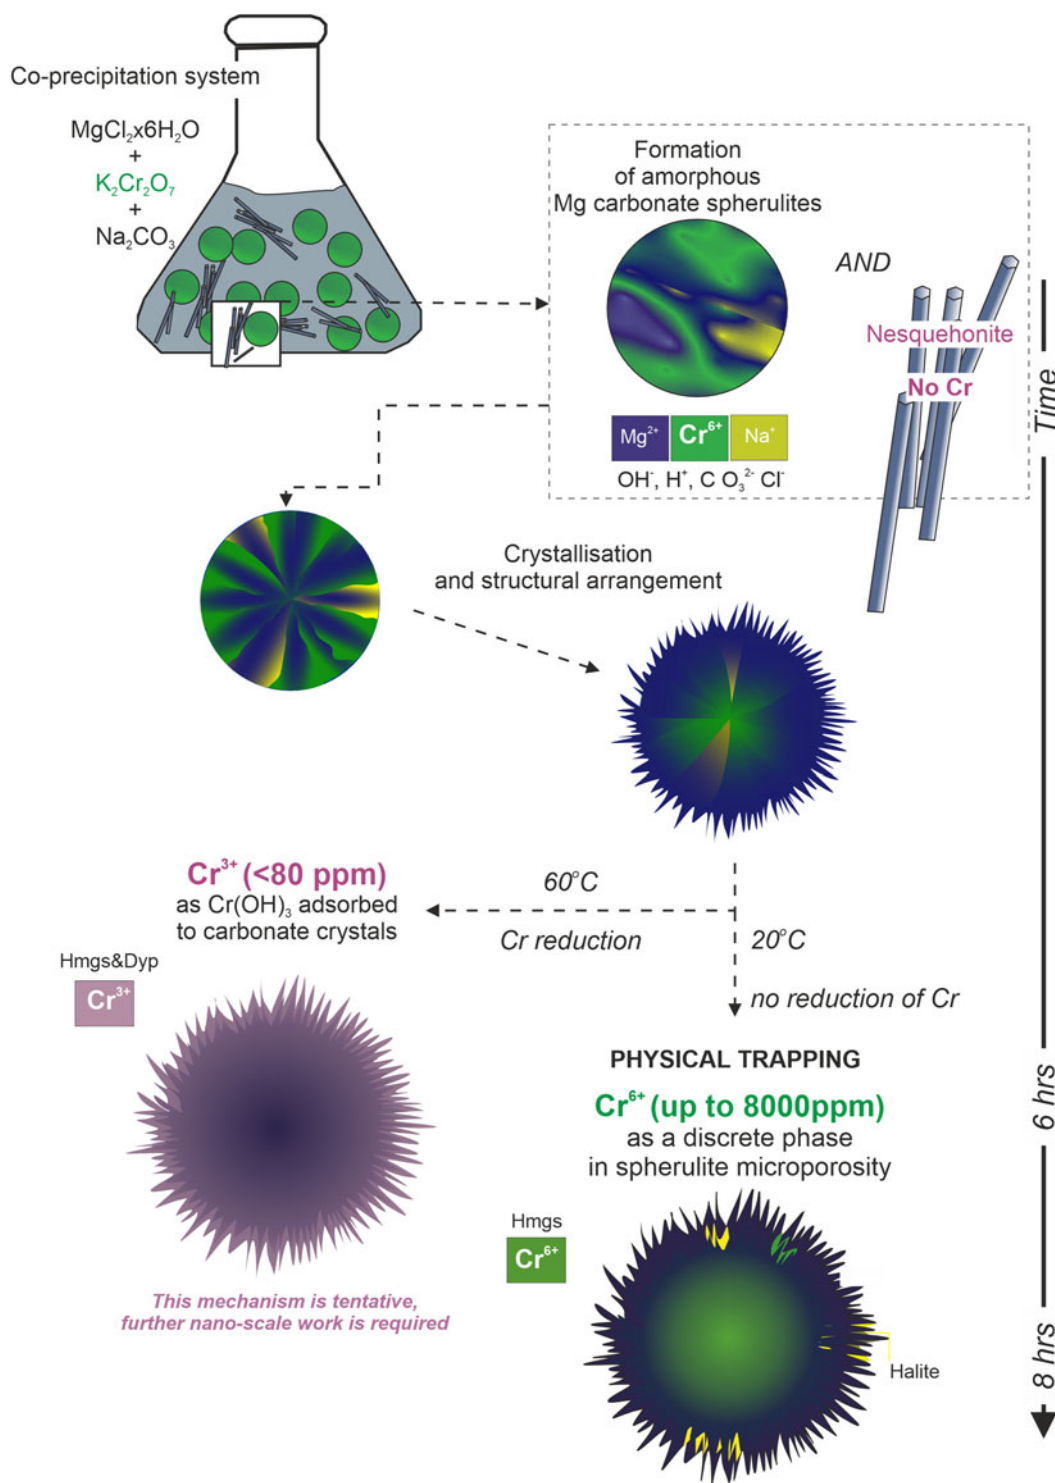 Co-precipitation system
MgCl₂x6H₂O
+
K₂Cr₂O₇
+
Na₂CO₃
Formation
of amorphous
Mg carbonate spherulites
AND
Nesquehonite
No Cr
Mg²⁺ Cr⁶⁺ Na⁺
OH⁻, H⁺, C O₃²⁻ Cl⁻
Time
Crystallisation
and structural arrangement
Cr³⁺ (<80 ppm)
as Cr(OH)₃ adsorbed
to carbonate crystals
60°C
Cr reduction
20°C
no reduction of Cr
Hmgs&Dyp
Cr³⁺
This mechanism is tentative,
further nano-scale work is required
PHYSICAL TRAPPING
Cr⁶⁺ (up to 8000ppm)
as a discrete phase
in spherulite microporosity
Hmgs
Cr⁶⁺
Halite
6 hrs
8 hrs